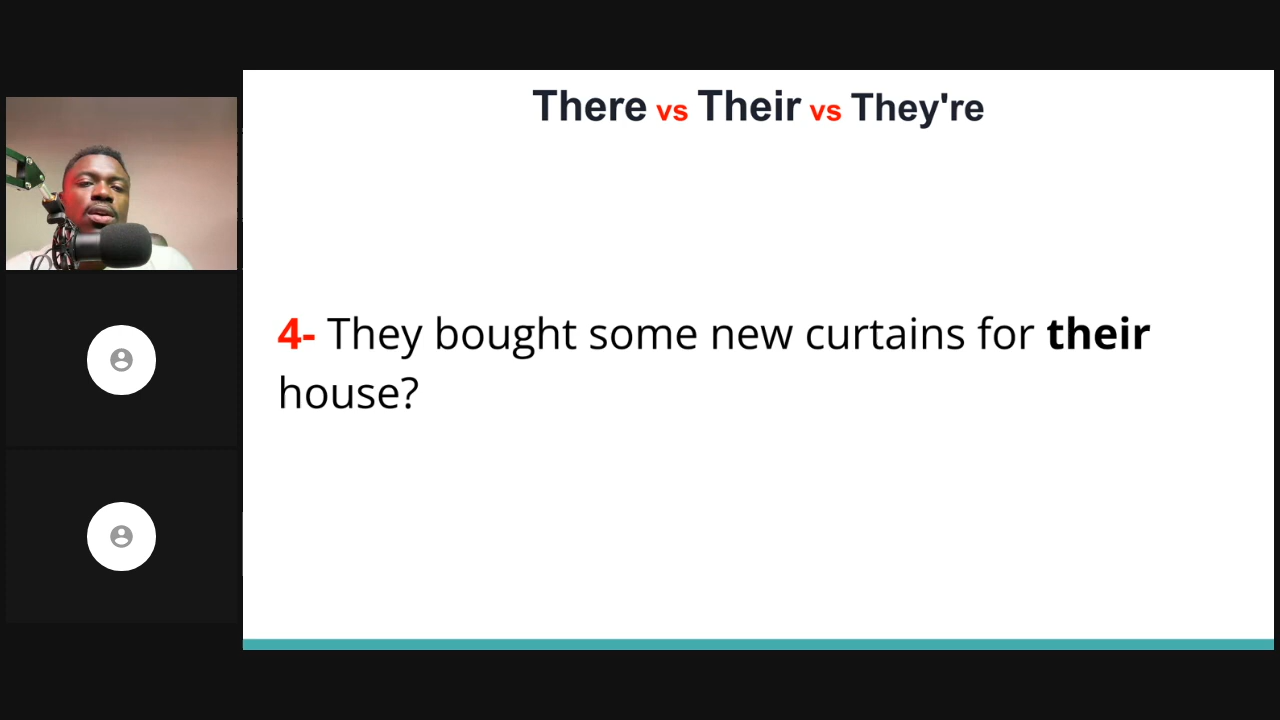 There vs Their vs They're
4- They bought some new curtains for their
house?